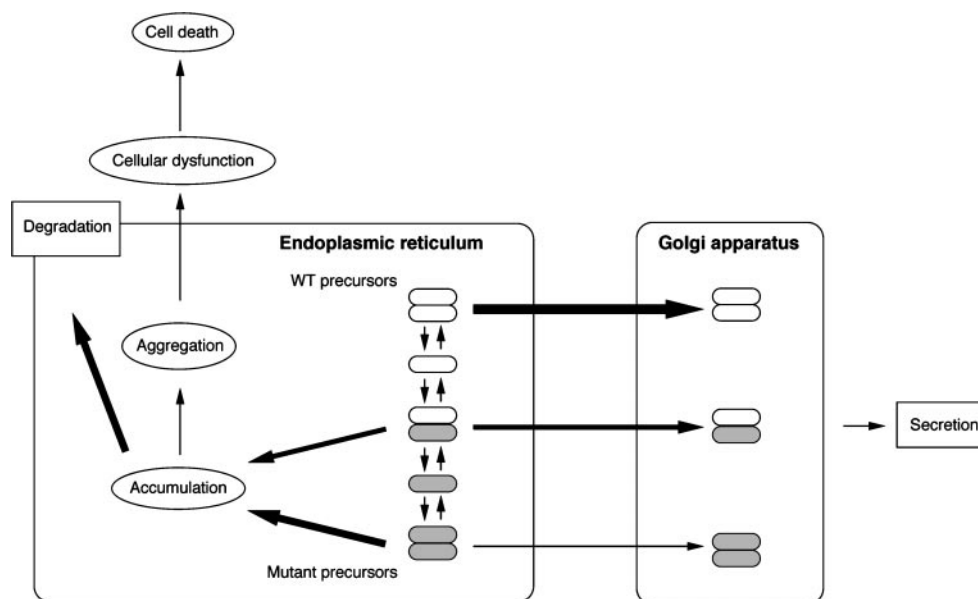 Cell death
Cellular dysfunction
Degradation
Endoplasmic reticulum
Golgi apparatus
WT precursors
Aggregation
Secretion
Accumulation
Mutant precursors